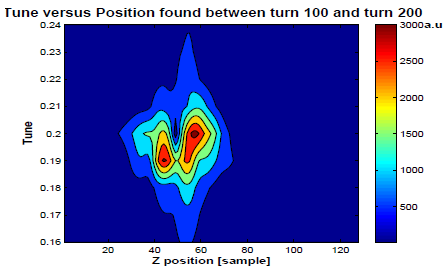 Tune versus Position found between turn 100 and turn 200
0.24
0.23
0.22
0.21
0.2
0.19
0.18
0.17
0.16
Tune
20 40 60 80 100 120
Z position [sample]
3000a.u
2500
2000
1500
1000
500